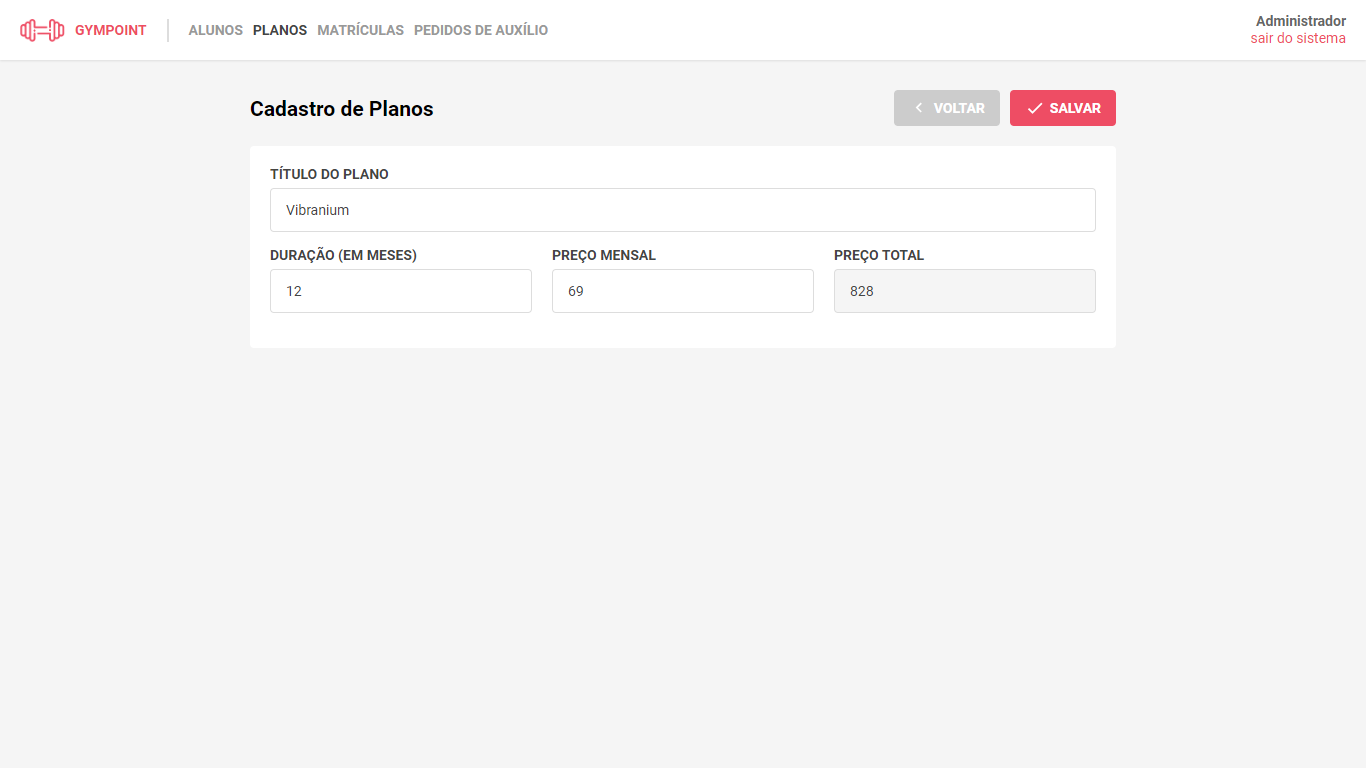 GYMPOINT ALUNOS PLANOS MATRÍCULAS PEDIDOS DE AUXÍLIO Administrador
sair do sistema
Cadastro de Planos VOLTAR SALVAR
TÍTULO DO PLANO
Vibranium
DURAÇÃO (EM MESES) PREÇO MENSAL PREÇO TOTAL
12 69 828